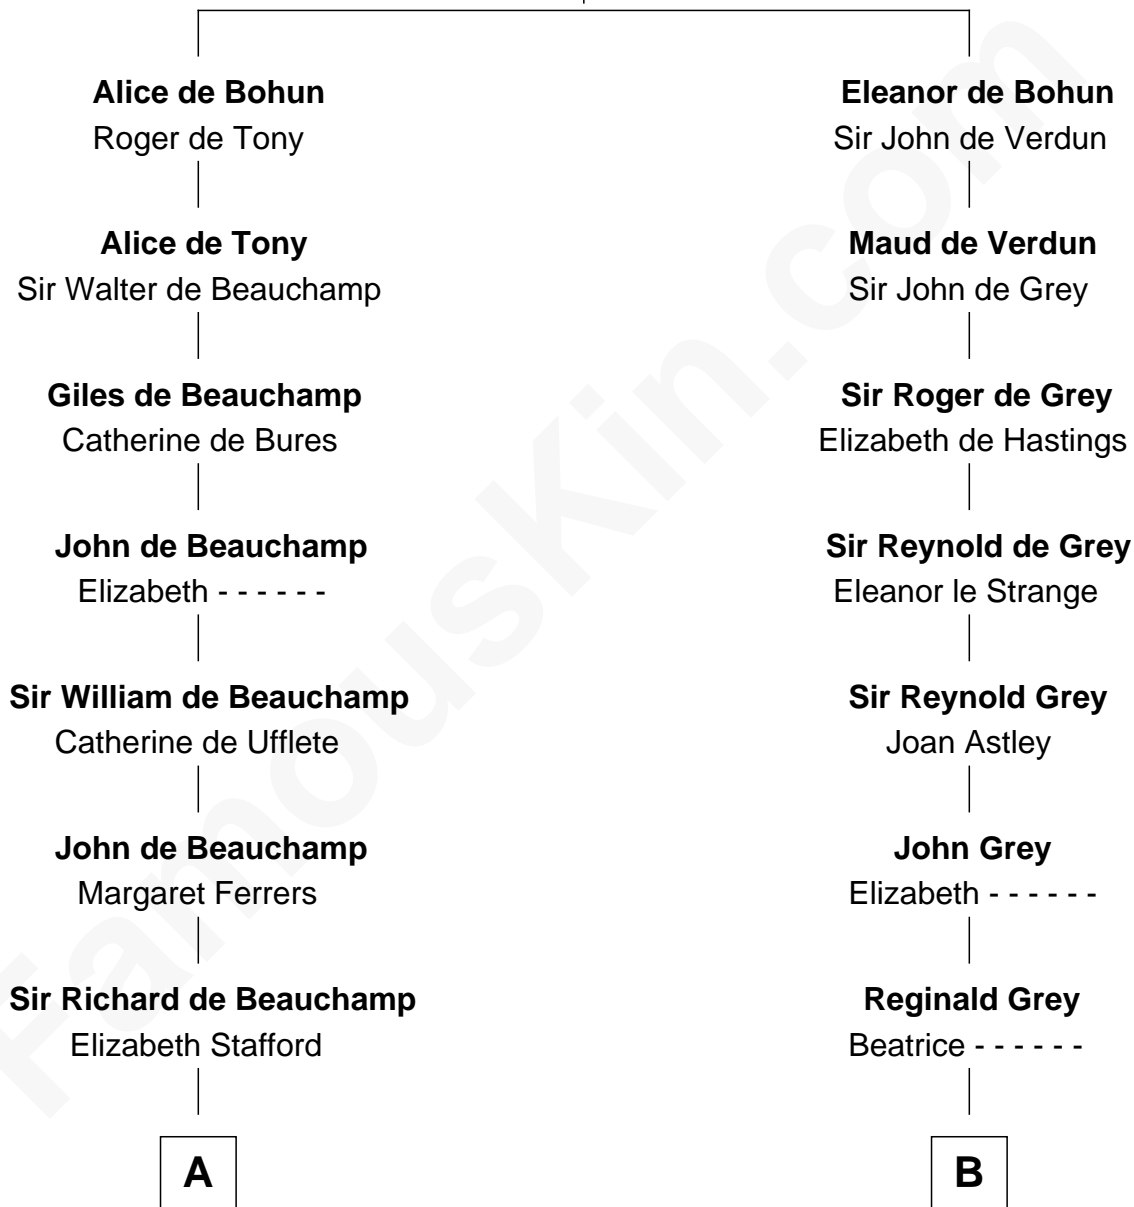 Alice de Bohun
Roger de Tony
Eleanor de Bohun
Sir John de Verdun
Alice de Tony
Sir Walter de Beauchamp
Maud de Verdun
Sir John de Grey
Giles de Beauchamp
Catherine de Bures
Sir Roger de Grey
Elizabeth de Hastings
John de Beauchamp
Elizabeth - - - - - -
Sir Reynold de Grey
Eleanor le Strange
Sir William de Beauchamp
Catherine de Ufflete
Sir Reynold Grey
Joan Astley
John de Beauchamp
Margaret Ferrers
John Grey
Elizabeth - - - - - -
Sir Richard de Beauchamp
Elizabeth Stafford
Reginald Grey
Beatrice - - - - - -
A
B
FamousKin.com